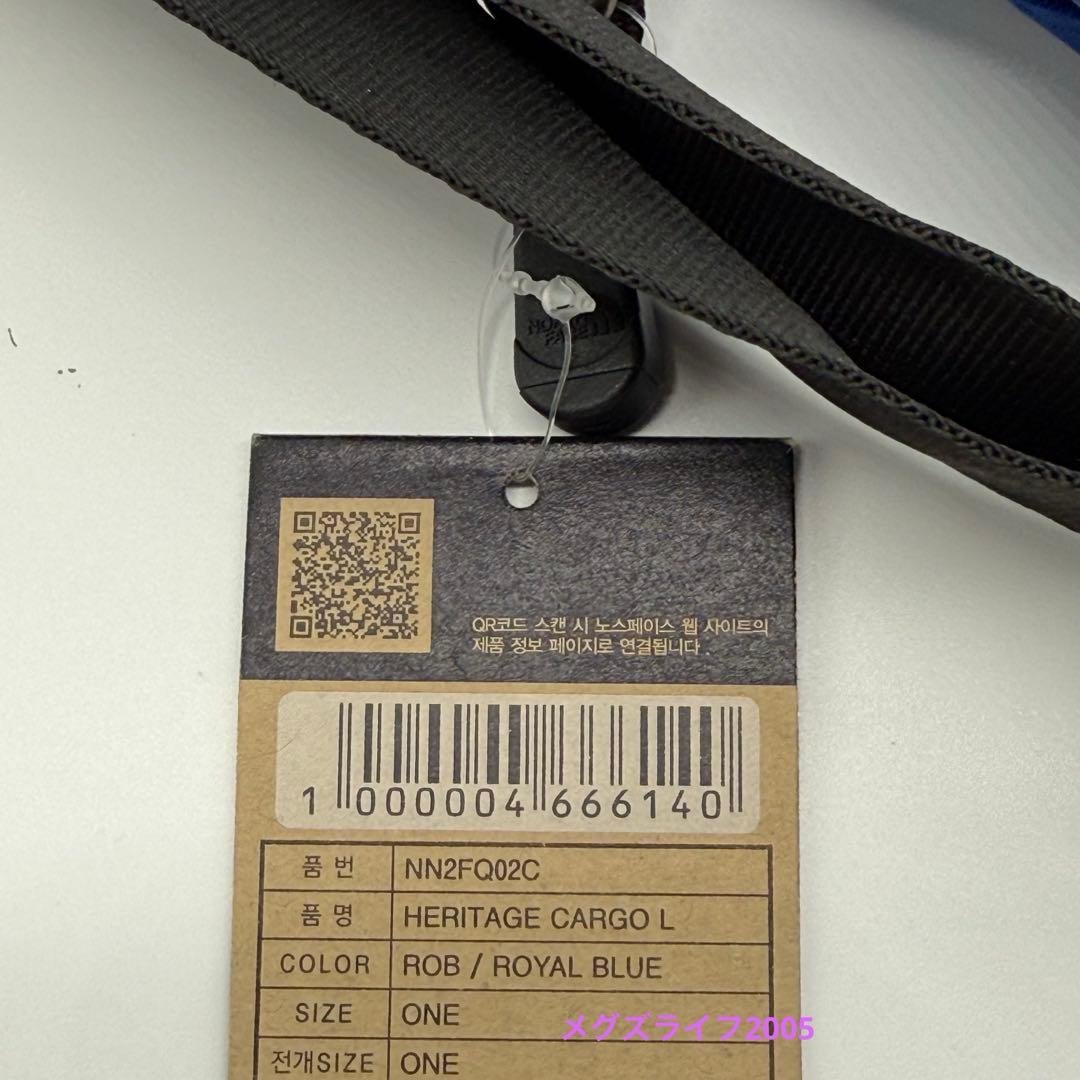 NORTH
FACE
QR코드 스캔 시 노스페이스 웹 사이트의
제품 정보 페이지로 연결됩니다.
1 000004 666140
품 번 NN2FQ02C
품 명 HERITAGE CARGO L
COLOR ROB / ROYAL BLUE
SIZE ONE
전개SIZE ONE
メグズライフ2005